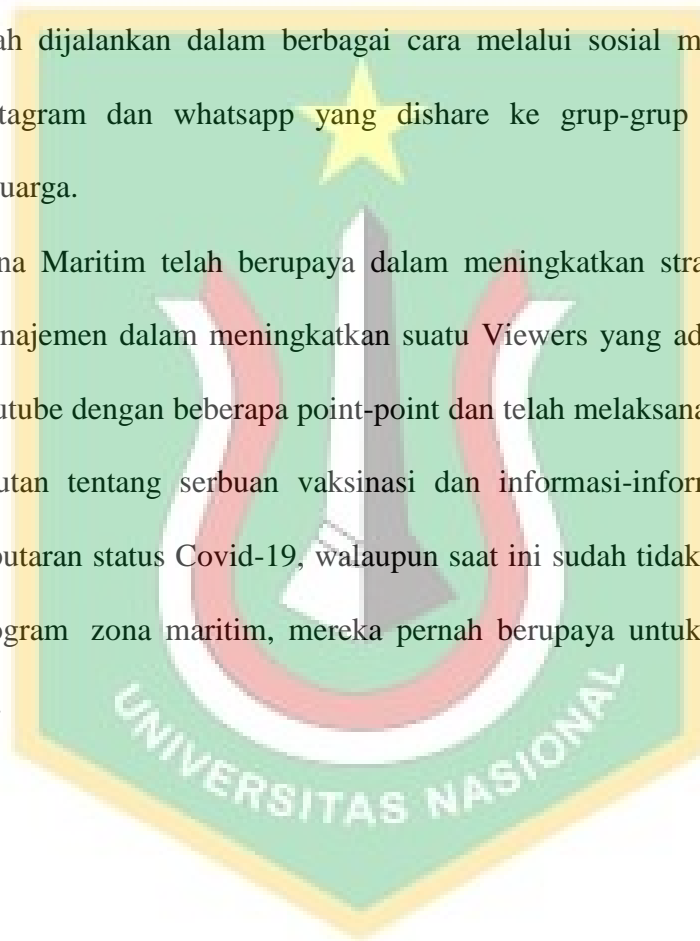 ah dijalankan dalam berbagai cara melalui sosial m
tagram dan whatsapp yang dishare ke grup-grup
uarga.
na Maritim telah berupaya dalam meningkatkan stra
najemen dalam meningkatkan suatu Viewers yang ad
utube dengan beberapa point-point dan telah melaksana
utan tentang serbuan vaksinasi dan informasi-inform
putaran status Covid-19, walaupun saat ini sudah tidak
ogram zona maritim, mereka pernah berupaya untuk
UNIVERSITAS NASIONAL